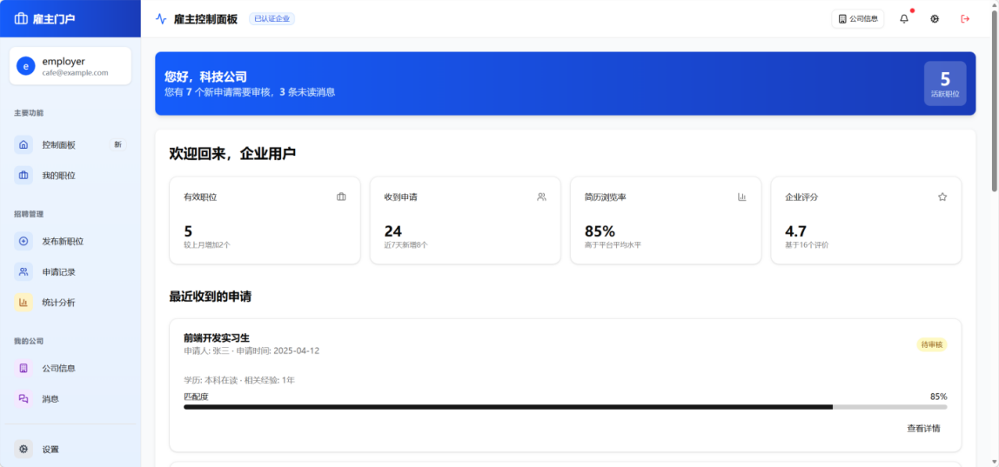 雇主门户
雇主控制面板
已认证企业
公司信息
e
employer
cafe@example.com
主要功能
控制面板
新
我的职位
招聘管理
发布新职位
申请记录
统计分析
我的公司
公司信息
消息
设置
您好，科技公司
您有 7 个新申请需要审核，3 条未读消息
5
活跃职位
欢迎回来，企业用户
有效职位
5
较上月增加2个
收到申请
24
近7天新增8个
简历浏览率
85%
高于平台平均水平
企业评分
4.7
基于16个评价
最近收到的申请
前端开发实习生
申请人: 张三 · 申请时间: 2025-04-12
待审核
学历: 本科在读 · 相关经验: 1年
匹配度
85%
查看详情